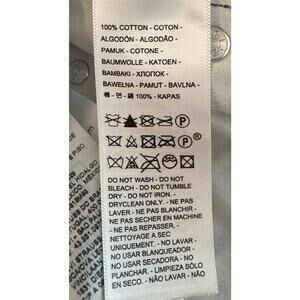 100% COTTON - COTON -
ALGODÓN - ALGODÃO -
PAMUK - COTONE -
BAUMWOLLE - KATOEN -
BAMBAKI - ХЛОПОК -
BAWEŁNA - PAMUT - BAVLNA -
棉 - 면 - 綿 100% - KAPAS
P
P®
DO NOT WASH - DO NOT
BLEACH - DO NOT TUMBLE
DRY - DO NOT IRON. -
DRYCLEAN ONLY. - NE PAS
LAVER - NE PAS BLANCHIR -
NE PAS SECHER EN MACHINE
- NE PAS REPASSER. -
NETTOYAGE A SEC
UNIQUEMENT. - NO LAVAR -
NO USAR BLANQUEADOR -
NO USAR SECADORA - NO
PLANCHAR. - LIMPIEZA SÓLO
EN SECO. - NÃO LAVAR - NÃO
HIDALGO
MEXICO
PISO